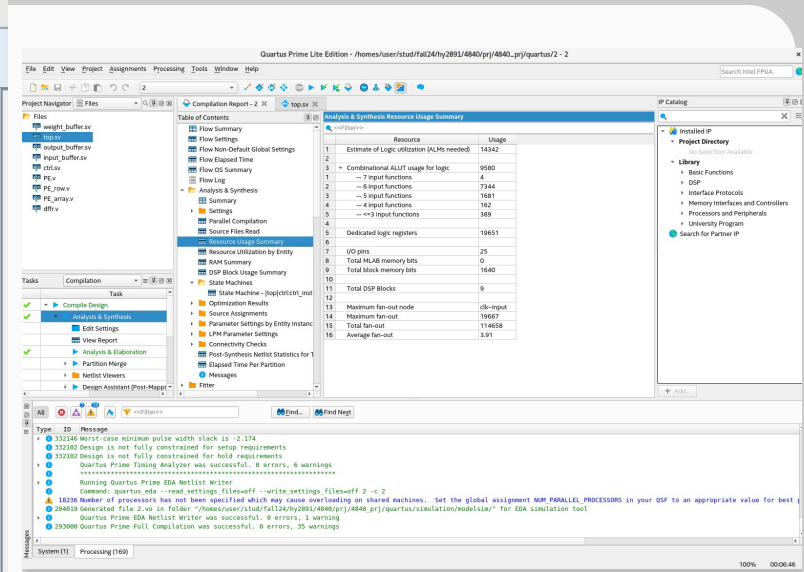 Quartus Prime Lite Edition - /homes/user/stud/fall24/hy2891/4840/prj/4840_prj/quartus/2 - 2
File Edit View Project Assignments Processing Tools Window Help
Search Intel FPGA
2
Project Navigator Files
Files
weight_buffer.sv
top.sv
output_buffer.sv
input_buffer.sv
ctrl.sv
PE.v
PE_row.v
PE_array.v
dffr.v
Tasks Compilation
Task
Compile Design
Analysis & Synthesis
Edit Settings
View Report
Analysis & Elaboration
Partition Merge
Netlist Viewers
Design Assistant (Post-Mappi
Compilation Report - 2
top.sv
Table of Contents
Flow Summary
Flow Settings
Flow Non-Default Global Settings
Flow Elapsed Time
Flow OS Summary
Flow Log
Analysis & Synthesis
Summary
Settings
Parallel Compilation
Source Files Read
Resource Usage Summary
Resource Utilization by Entity
RAM Summary
DSP Block Usage Summary
State Machines
State Machine - |top|ctrl:ctrl_inst
Optimization Results
Source Assignments
Parameter Settings by Entity Instanc
LPM Parameter Settings
Connectivity Checks
Post-Synthesis Netlist Statistics for T
Elapsed Time Per Partition
Messages
Fitter
Analysis & Synthesis Resource Usage Summary
<<Filter>>
Resource Usage
1 Estimate of Logic utilization (ALMs needed) 14342
2
3 Combinational ALUT usage for logic 9580
1 -- 7 input functions 4
2 -- 6 input functions 7344
3 -- 5 input functions 1681
4 -- 4 input functions 162
5 -- <=3 input functions 389
4
5 Dedicated logic registers 19651
6
7 I/O pins 25
8 Total MLAB memory bits 0
9 Total block memory bits 1640
10
11 Total DSP Blocks 9
12
13 Maximum fan-out node clk~input
14 Maximum fan-out 19667
15 Total fan-out 114658
16 Average fan-out 3.91
IP Catalog
Installed IP
Project Directory
No Selection Available
Library
Basic Functions
DSP
Interface Protocols
Memory Interfaces and Controllers
Processors and Peripherals
University Program
Search for Partner IP
+ Add...
All <<Filter>> Find... Find Next
Type ID Message
332146 Worst-case minimum pulse width slack is -2.174
332102 Design is not fully constrained for setup requirements
332102 Design is not fully constrained for hold requirements
Quartus Prime Timing Analyzer was successful. 0 errors, 6 warnings
*******************************************************************
Running Quartus Prime EDA Netlist Writer
Command: quartus_eda --read_settings_files=off --write_settings_files=off 2 -c 2
18236 Number of processors has not been specified which may cause overloading on shared machines. Set the global assignment NUM_PARALLEL_PROCESSORS in your QSF to an appropriate value for best p
204019 Generated file 2.vo in folder "/homes/user/stud/fall24/hy2891/4840/prj/4840_prj/quartus/simulation/modelsim/" for EDA simulation tool
Quartus Prime EDA Netlist Writer was successful. 0 errors, 1 warning
293000 Quartus Prime Full Compilation was successful. 0 errors, 35 warnings
Messages
System (1) Processing (169)
100% 00:06:46